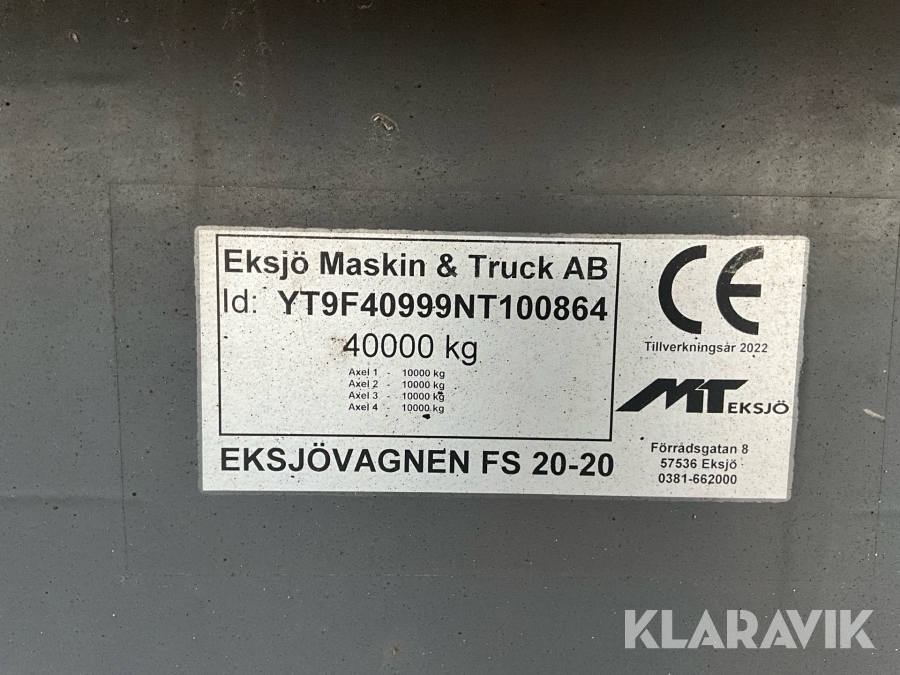 Eksjö Maskin & Truck AB
Id: YT9F40999NT100864
40000 kg
Axel 1 - 10000 kg
Axel 2 - 10000 kg
Axel 3 - 10000 kg
Axel 4 - 10000 kg
EKSJÖVAGNEN FS 20-20
CE
Tillverkningsår 2022
MT EKSJÖ
Förrådsgatan 8
57536 Eksjö
0381-662000
KLARAVIK